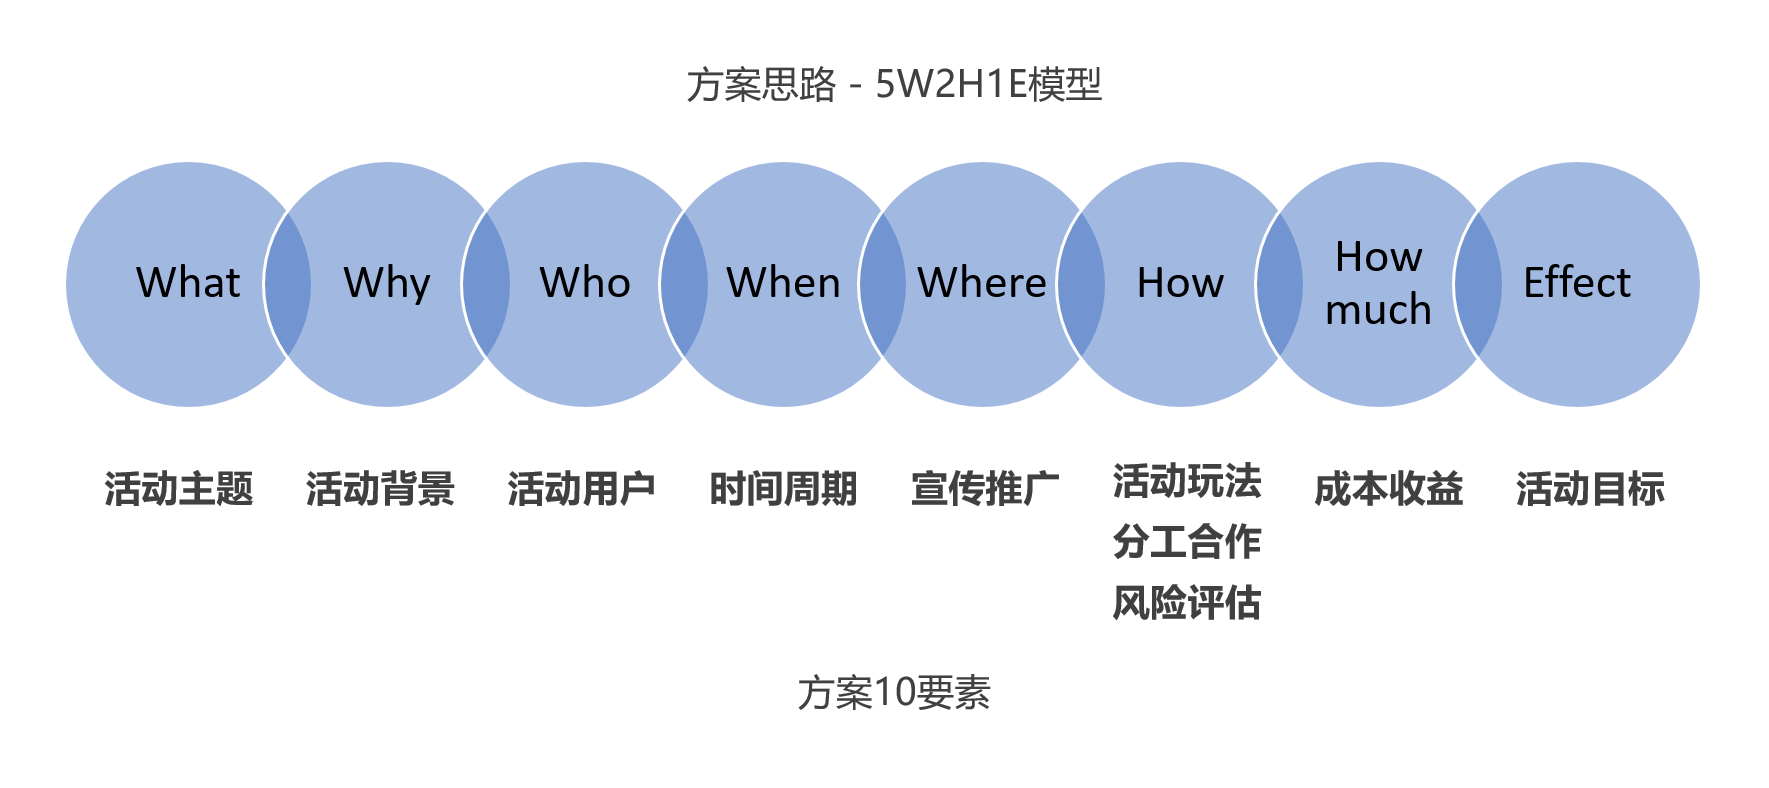 方案思路 - 5W2H1E模型
What
Why
Who
When
Where
How
How
much
Effect
活动主题
活动背景
活动用户
时间周期
宣传推广
活动玩法
分工合作
风险评估
成本收益
活动目标
方案10要素